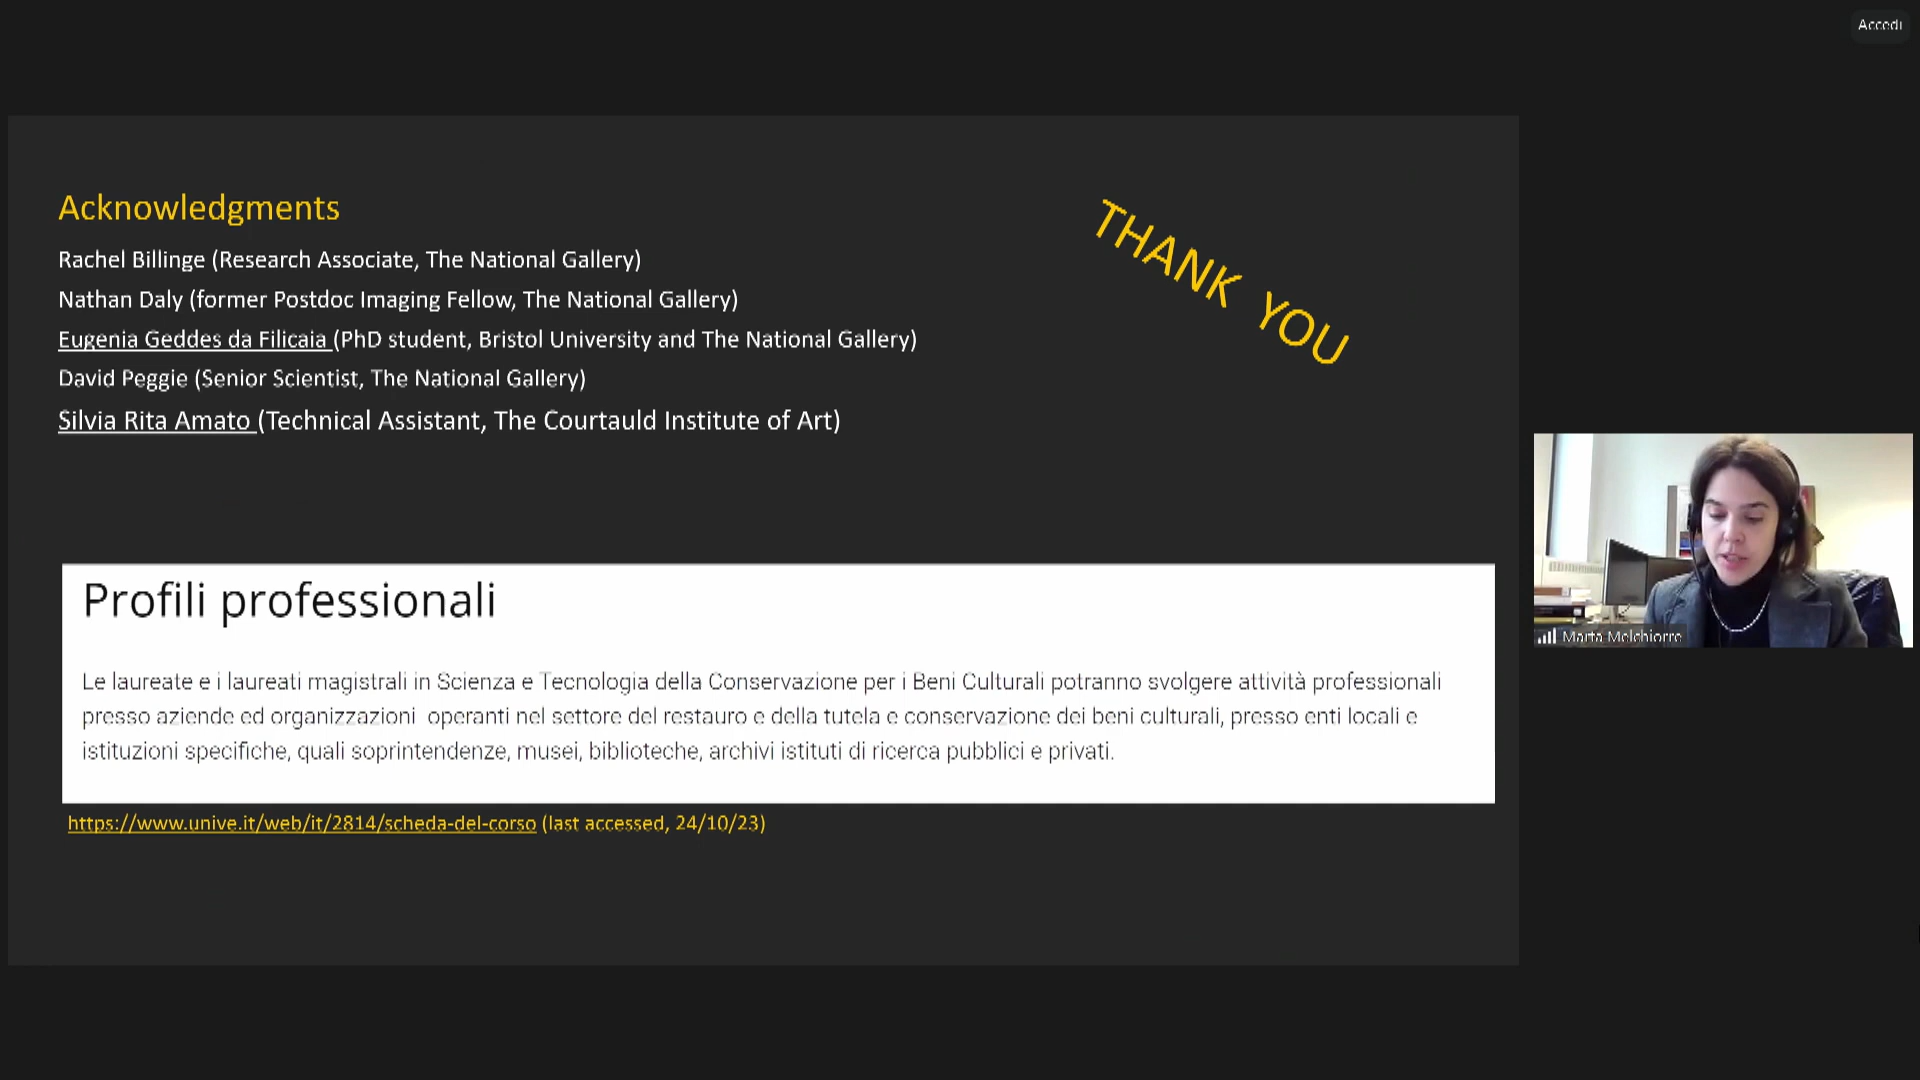 Accedi
Acknowledgments
THANK YOU
Rachel Billinge (Research Associate, The National Gallery)
Nathan Daly (former Postdoc Imaging Fellow, The National Gallery)
Eugenia Geddes da Filicaia (PhD student, Bristol University and The National Gallery)
David Peggie (Senior Scientist, The National Gallery)
Silvia Rita Amato (Technical Assistant, The Courtauld Institute of Art)
Profili professionali
Le laureate e i laureati magistrali in Scienza e Tecnologia della Conservazione per i Beni Culturali potranno svolgere attività professionali
presso aziende ed organizzazioni operanti nel settore del restauro e della tutela e conservazione dei beni culturali, presso enti locali e
istituzioni specifiche, quali soprintendenze, musei, biblioteche, archivi istituti di ricerca pubblici e privati.
https://www.unive.it/web/it/2814/scheda-del-corso (last accessed, 24/10/23)
Marta Melchiorre